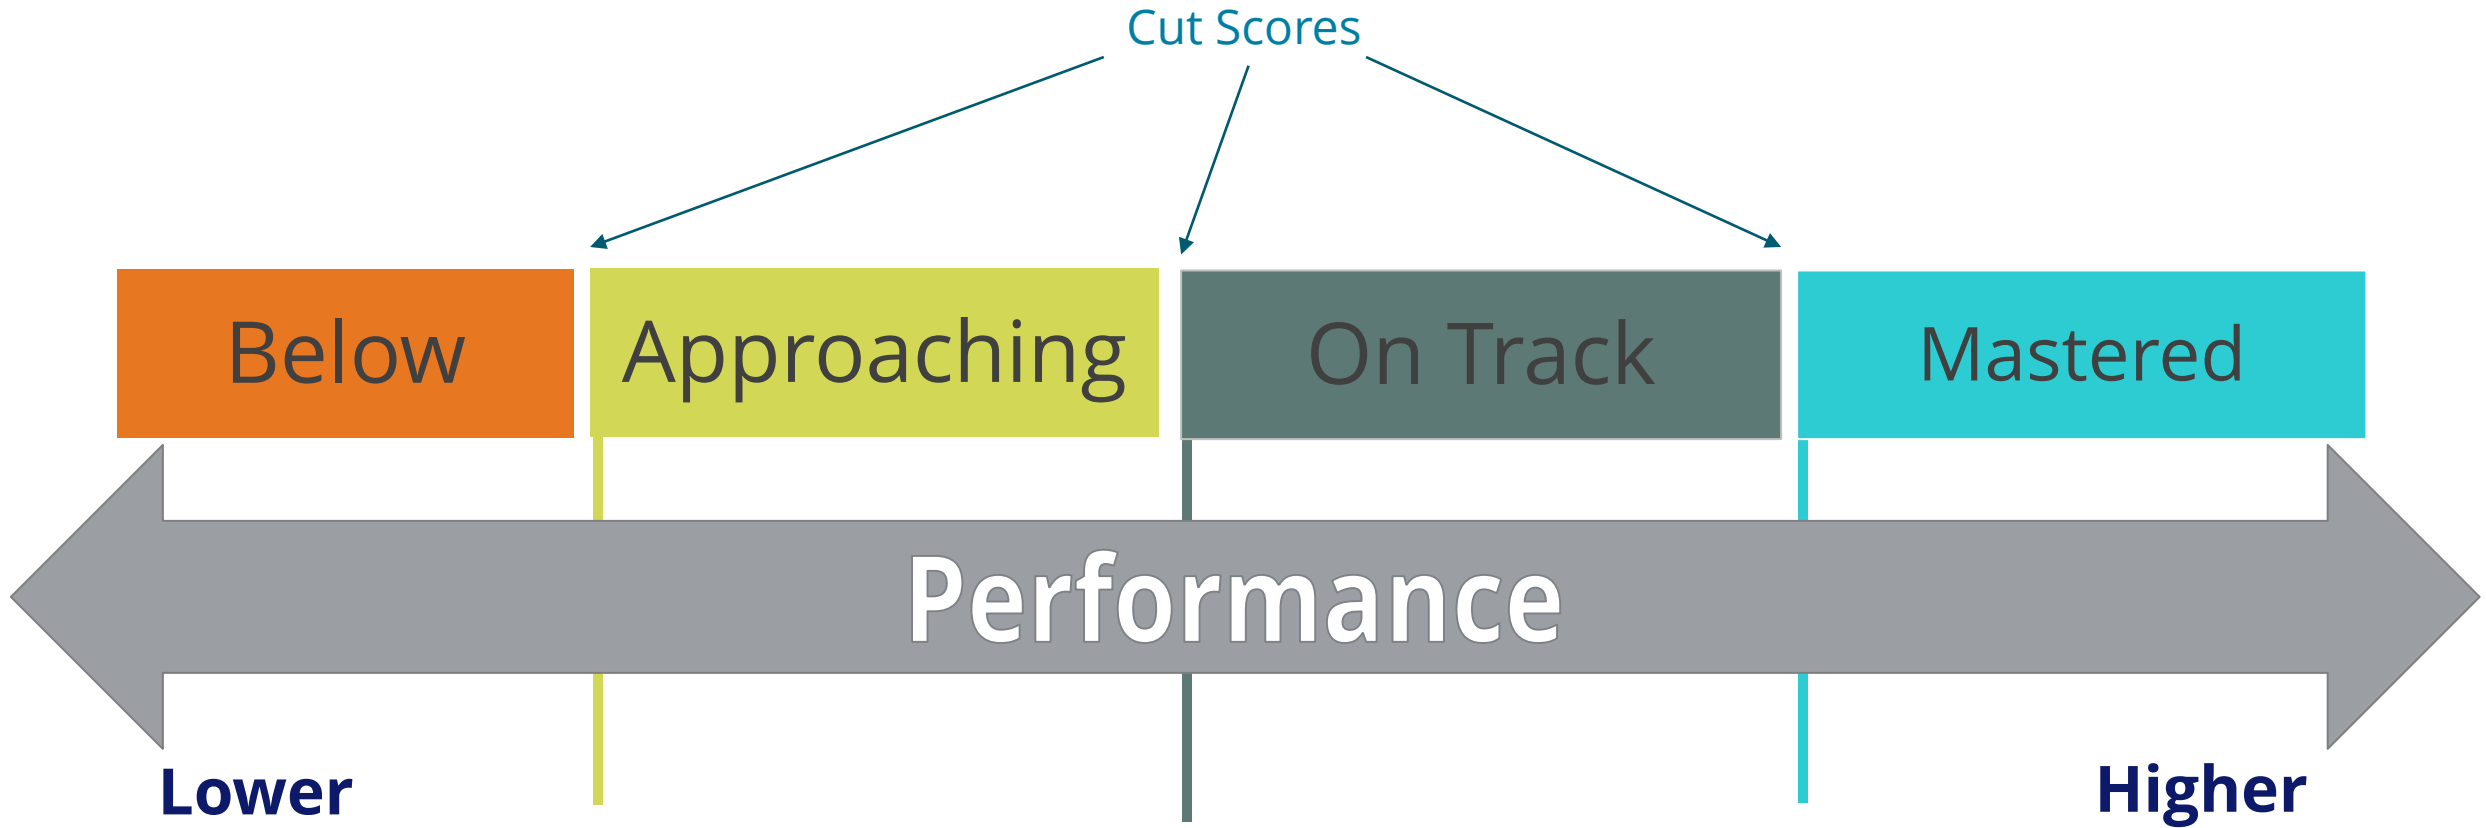 Cut Scores
Below
Approaching
On Track
Mastered
Performance
Lower
Higher